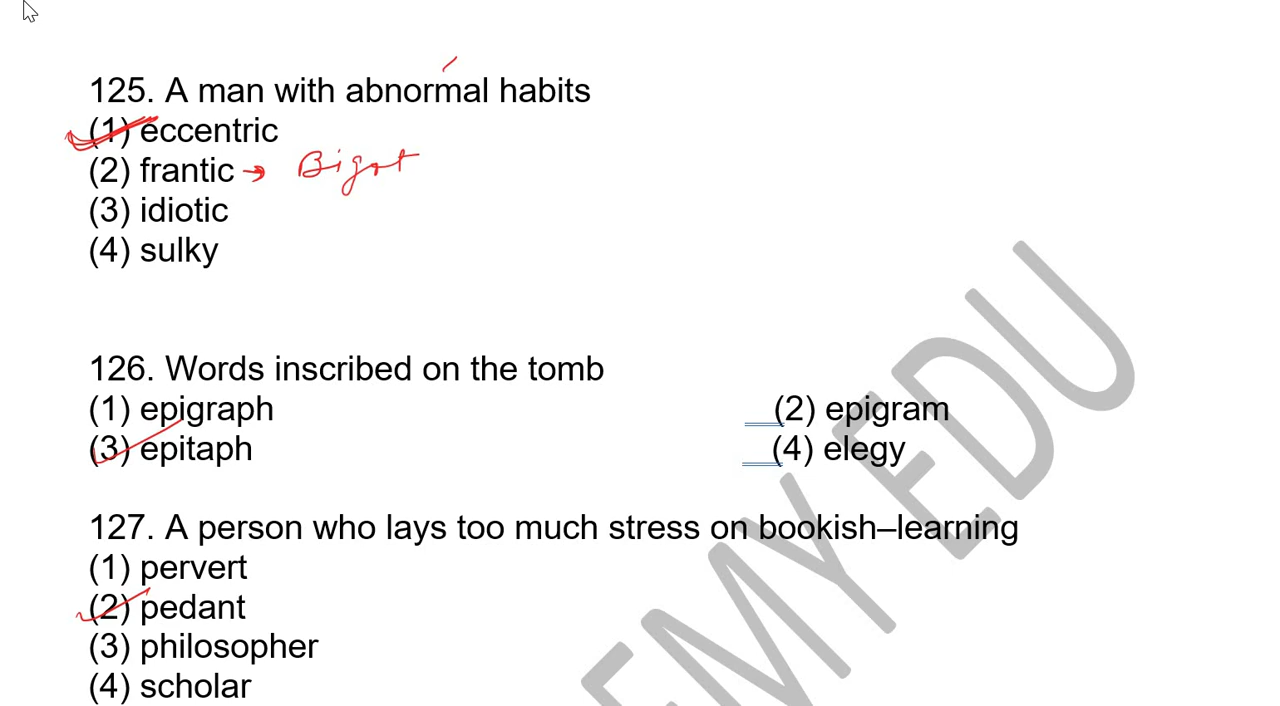 125. A man with abnormal habits
(1) eccentric
(2) frantic → Bigot
(3) idiotic
(4) sulky
126. Words inscribed on the tomb
(1) epigraph (2) epigram
(3) epitaph (4) elegy
127. A person who lays too much stress on bookish–learning
(1) pervert
(2) pedant
(3) philosopher
(4) scholar
EMY EDU